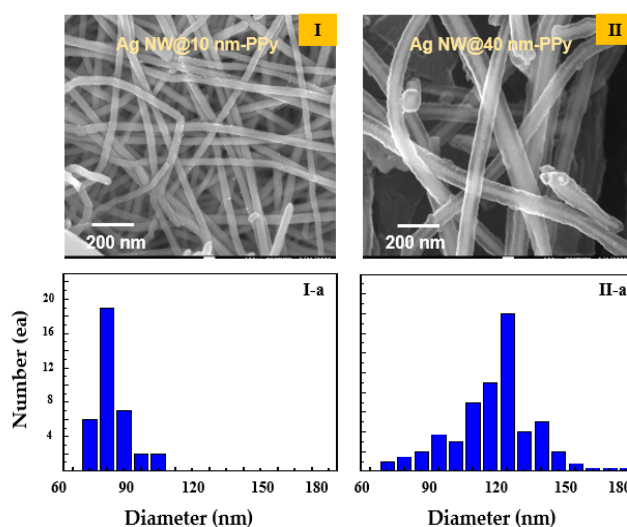 Ag NW@10 nm-PPy
I
200 nm
Ag NW@40 nm-PPy
II
200 nm
I-a
20
16
12
8
4
Number (ea)
60 90 120 150 180
Diameter (nm)
II-a
60 90 120 150 180
Diameter (nm)